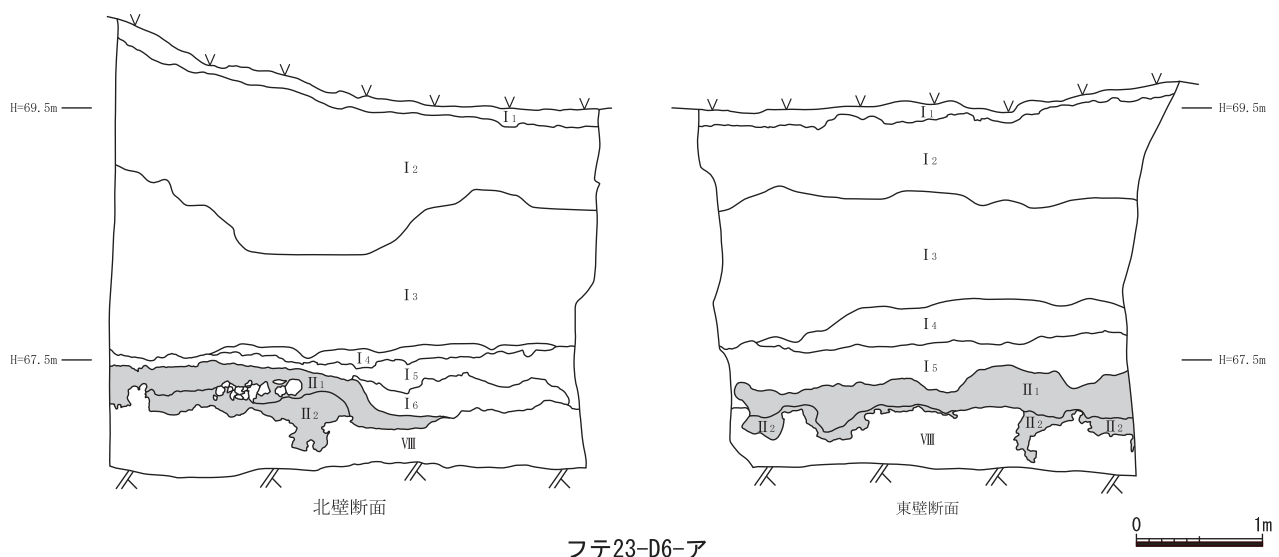 H=69.5m
I1
I2
I3
I4
I5
I6
II1
II2
VIII
H=67.5m
北壁断面
I1
I2
I3
I4
I5
II1
II2
II2
II2
VIII
H=69.5m
H=67.5m
東壁断面
フテ23-D6-ア
0 1m